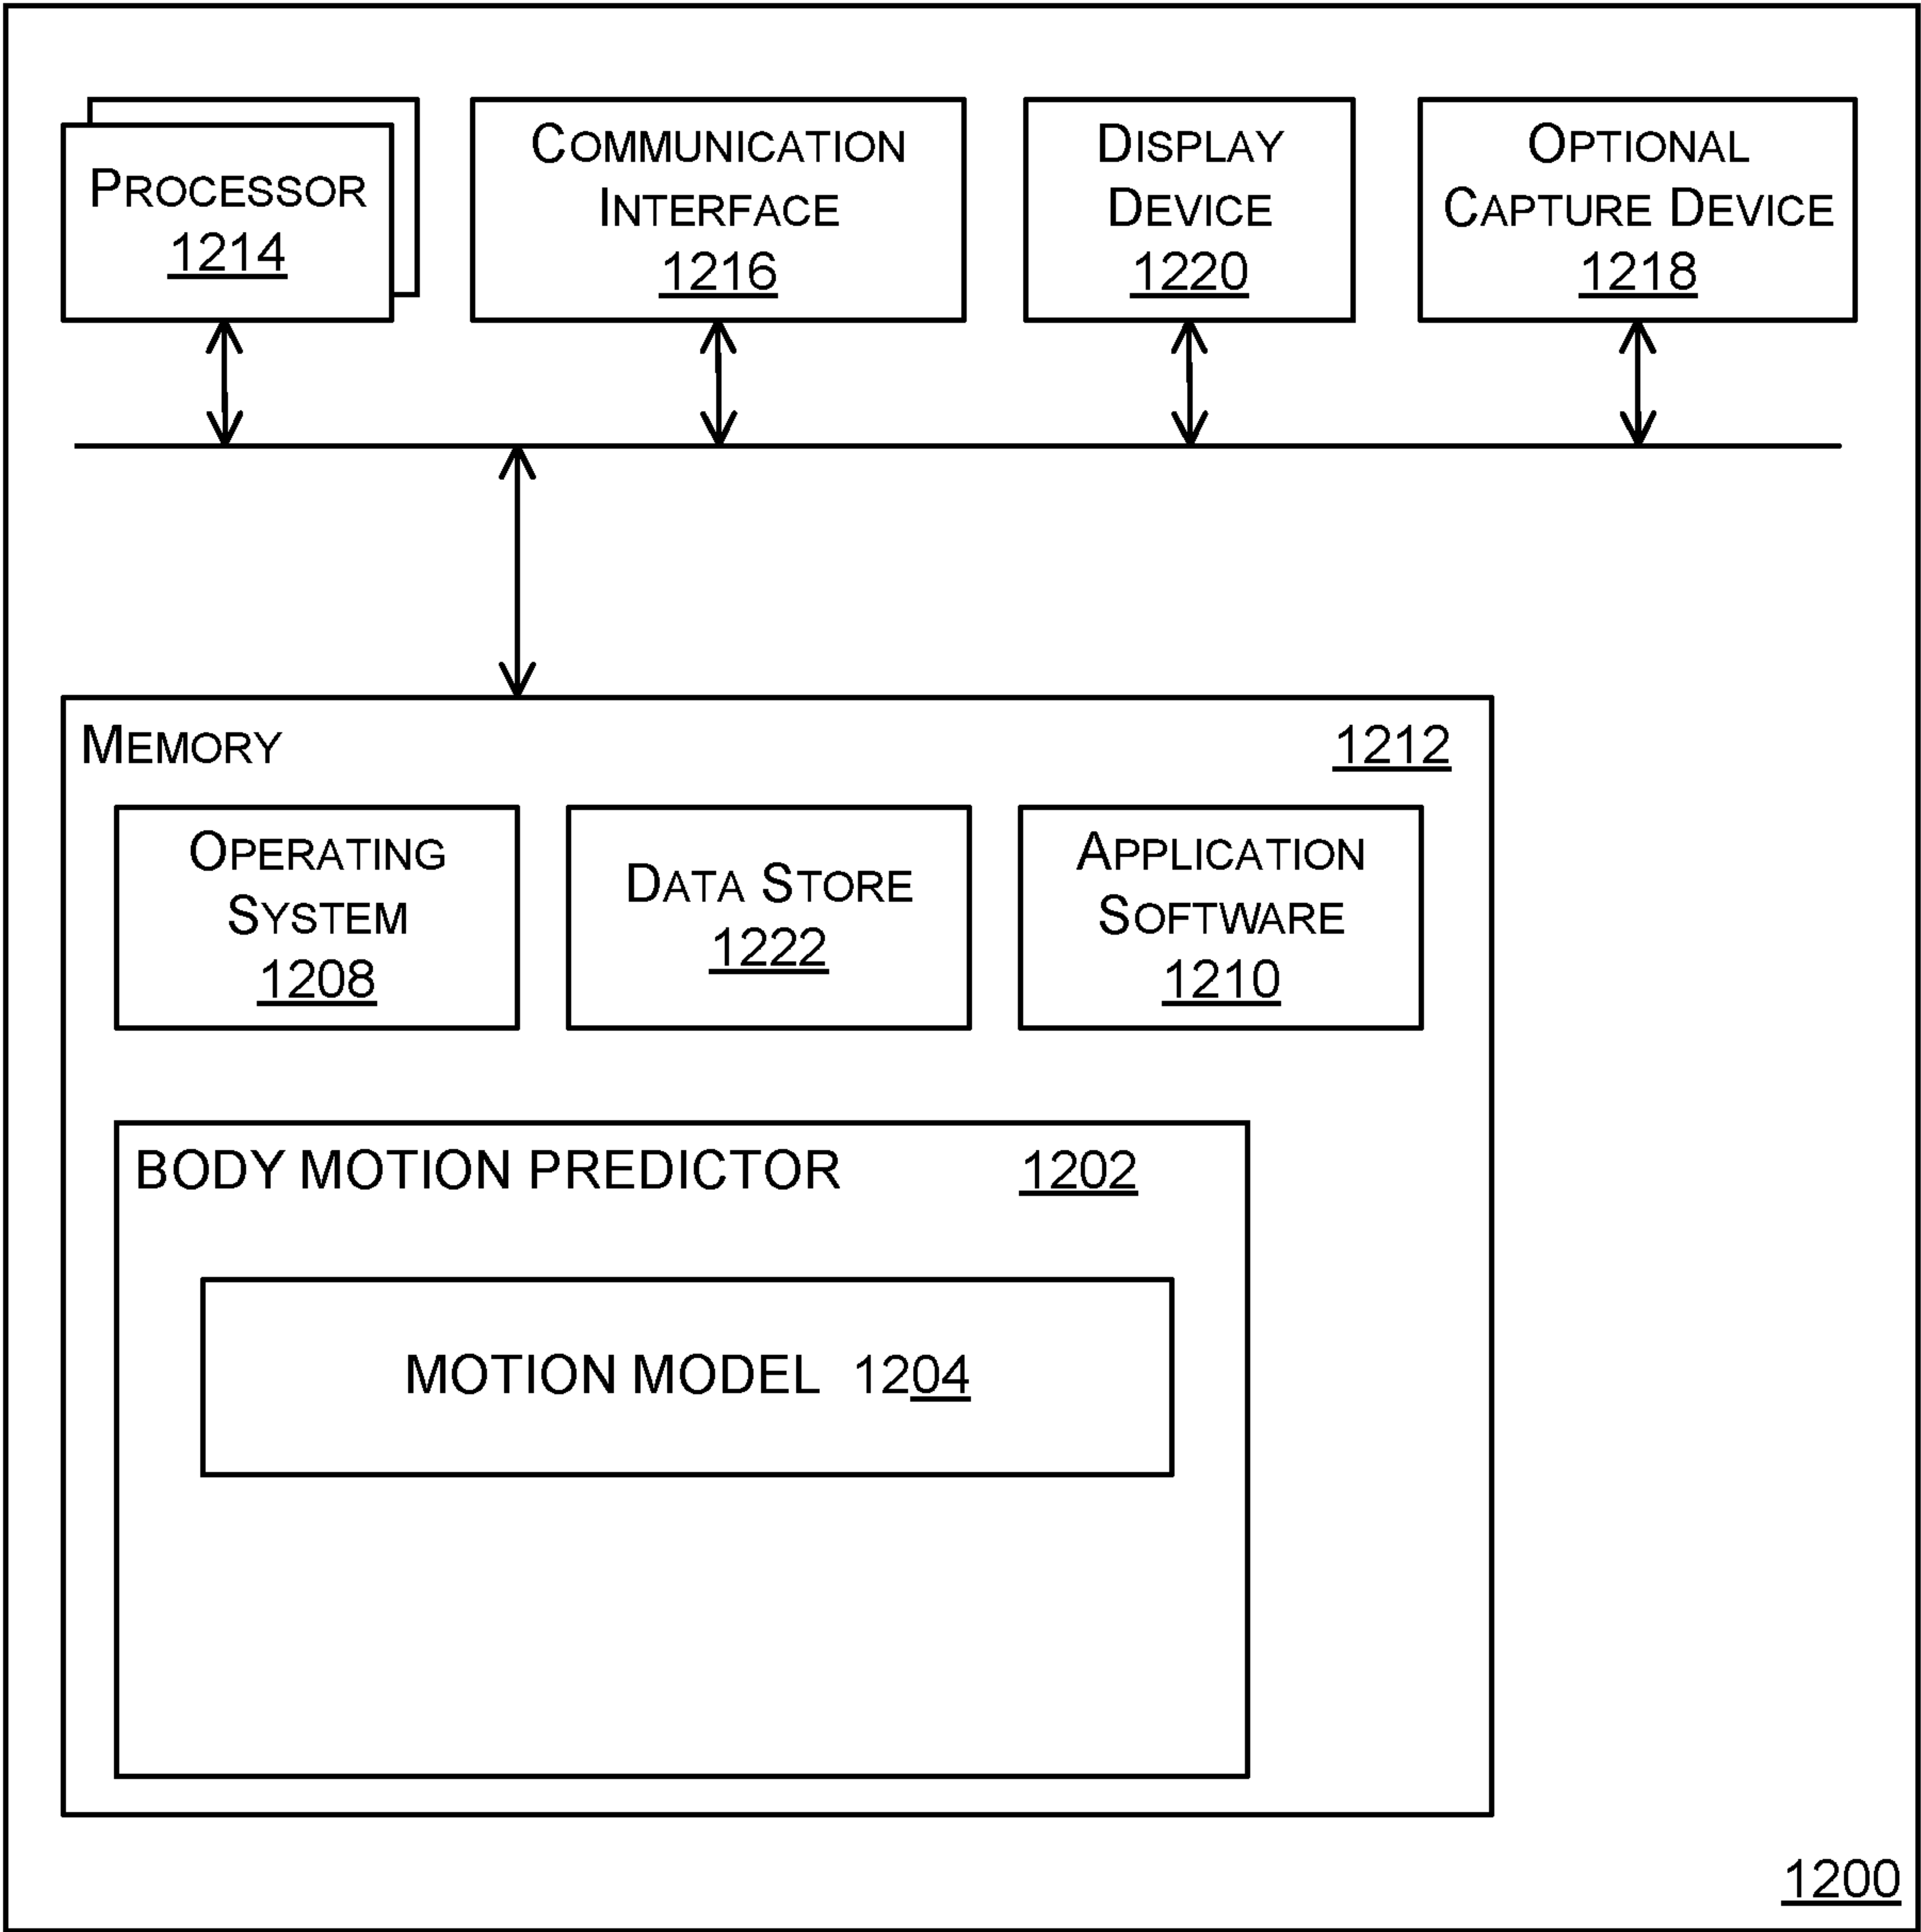 PROCESSOR
1214
COMMUNICATION
INTERFACE
1216
DISPLAY
DEVICE
1220
OPTIONAL
CAPTURE DEVICE
1218
MEMORY 1212
OPERATING
SYSTEM
1208
DATA STORE
1222
APPLICATION
SOFTWARE
1210
BODY MOTION PREDICTOR 1202
MOTION MODEL 1204
1200